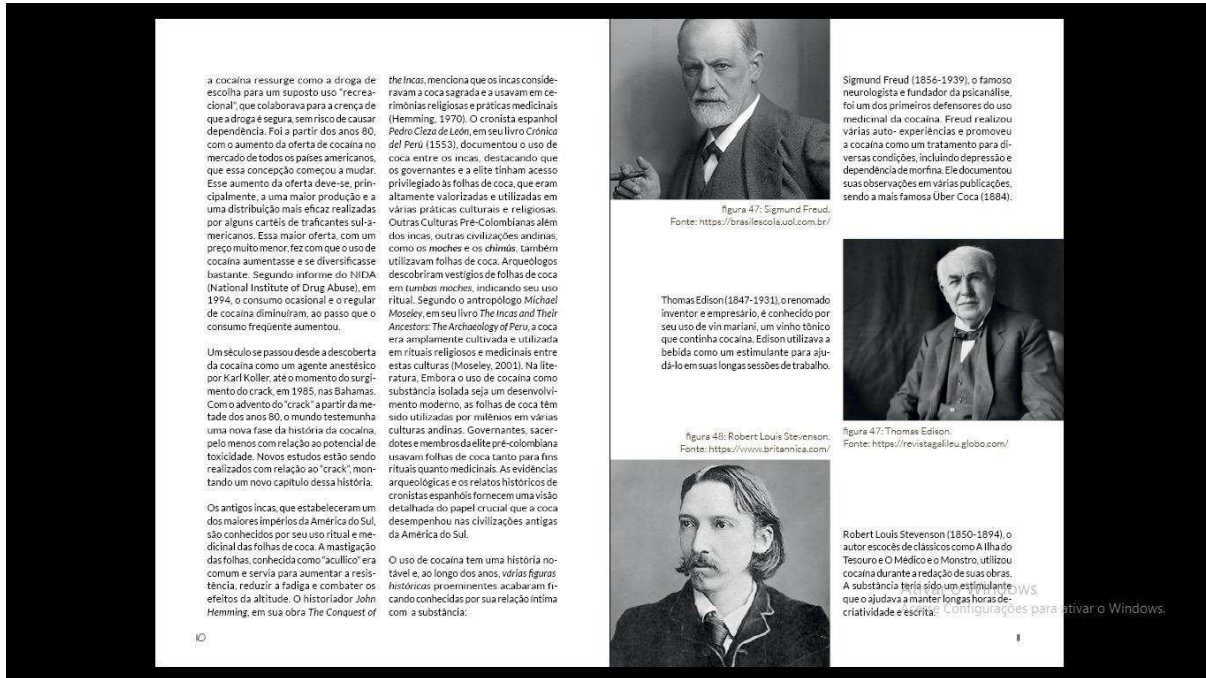 a cocaína ressurge como a droga de
escolha para um suposto uso "recrea-
cional", que colaborava para a crença de
que a droga é segura, sem risco de causar
dependência. Foi a partir dos anos 80,
com o aumento da oferta de cocaína no
mercado de todos os países americanos,
que essa concepção começou a mudar.
Esse aumento da oferta deve-se, prin-
cipalmente, a uma maior produção e a
uma distribuição mais eficaz realizadas
por alguns cartéis de traficantes sul-a-
mericanos. Essa maior oferta, com um
preço muito menor, fez com que o uso de
cocaína aumentasse e se diversificasse
bastante. Segundo informe do NIDA
(National Institute of Drug Abuse), em
1994, o consumo ocasional e o regular
de cocaína diminuíram, ao passo que o
consumo freqüente aumentou.
Um século se passou desde a descoberta
da cocaína como um agente anestésico
por Karl Koller, até o momento do surgi-
mento do crack, em 1985, nas Bahamas.
Com o advento do "crack" a partir da me-
tade dos anos 80, o mundo testemunha
uma nova fase da história da cocaína,
pelo menos com relação ao potencial de
toxicidade. Novos estudos estão sendo
realizados com relação ao "crack", mon-
tando um novo capítulo dessa história.
Os antigos incas, que estabeleceram um
dos maiores impérios da América do Sul,
são conhecidos por seu uso ritual e me-
dicinal das folhas de coca. A mastigação
das folhas, conhecida como "acullico" era
comum e servia para aumentar a resis-
tência, reduzir a fadiga e combater os
efeitos da altitude. O historiador John
Hemming, em sua obra The Conquest of
the Incas, menciona que os incas conside-
ravam a coca sagrada e a usavam em ce-
rimônias religiosas e práticas medicinais
(Hemming, 1970). O cronista espanhol
Pedro Cieza de León, em seu livro Crónica
del Perú (1553), documentou o uso de
coca entre os incas, destacando que
os governantes e a elite tinham acesso
privilegiado às folhas de coca, que eram
altamente valorizadas e utilizadas em
várias práticas culturais e religiosas.
Outras Culturas Pré-Colombianas além
dos incas, outras civilizações andinas,
como os moches e os chimús, também
utilizavam folhas de coca. Arqueólogos
descobriram vestígios de folhas de coca
em tumbas moches, indicando seu uso
ritual. Segundo o antropólogo Michael
Moseley, em seu livro The Incas and Their
Ancestors: The Archaeology of Peru, a coca
era amplamente cultivada e utilizada
em rituais religiosos e medicinais entre
estas culturas (Moseley, 2001). Na lite-
ratura, Embora o uso de cocaína como
substância isolada seja um desenvolvi-
mento moderno, as folhas de coca têm
sido utilizadas por milênios em várias
culturas andinas. Governantes, sacer-
dotes e membros da elite pré-colombiana
usavam folhas de coca tanto para fins
rituais quanto medicinais. As evidências
arqueológicas e os relatos históricos de
cronistas espanhóis fornecem uma visão
detalhada do papel crucial que a coca
desempenhou nas civilizações antigas
da América do Sul.
O uso de cocaína tem uma história no-
tável e, ao longo dos anos, várias figuras
históricas proeminentes acabaram fi-
cando conhecidas por sua relação íntima
com a substância:
10
Sigmund Freud (1856-1939), o famoso
neurologista e fundador da psicanálise,
foi um dos primeiros defensores do uso
medicinal da cocaína. Freud realizou
várias auto- experiências e promoveu
a cocaína como um tratamento para di-
versas condições, incluindo depressão e
dependência de morfina. Ele documentou
suas observações em várias publicações,
sendo a mais famosa Über Coca (1884).
figura 47: Sigmund Freud.
Fonte: https://brasilescola.uol.com.br/
Thomas Edison (1847-1931), o renomado
inventor e empresário, é conhecido por
seu uso de vin mariani, um vinho tônico
que continha cocaína. Edison utilizava a
bebida como um estimulante para aju-
dá-lo em suas longas sessões de trabalho.
figura 47: Thomas Edison.
Fonte: https://revistagalileu.globo.com/
figura 48: Robert Louis Stevenson.
Fonte: https://www.britannica.com/
Robert Louis Stevenson (1850-1894), o
autor escocês de clássicos como A Ilha do
Tesouro e O Médico e o Monstro, utilizou
cocaína durante a redação de suas obras.
A substância teria sido um estimulante
que o ajudava a manter longas horas de-
criatividade e escrita.
11
Ativar o Windows
Acesse Configurações para ativar o Windows.